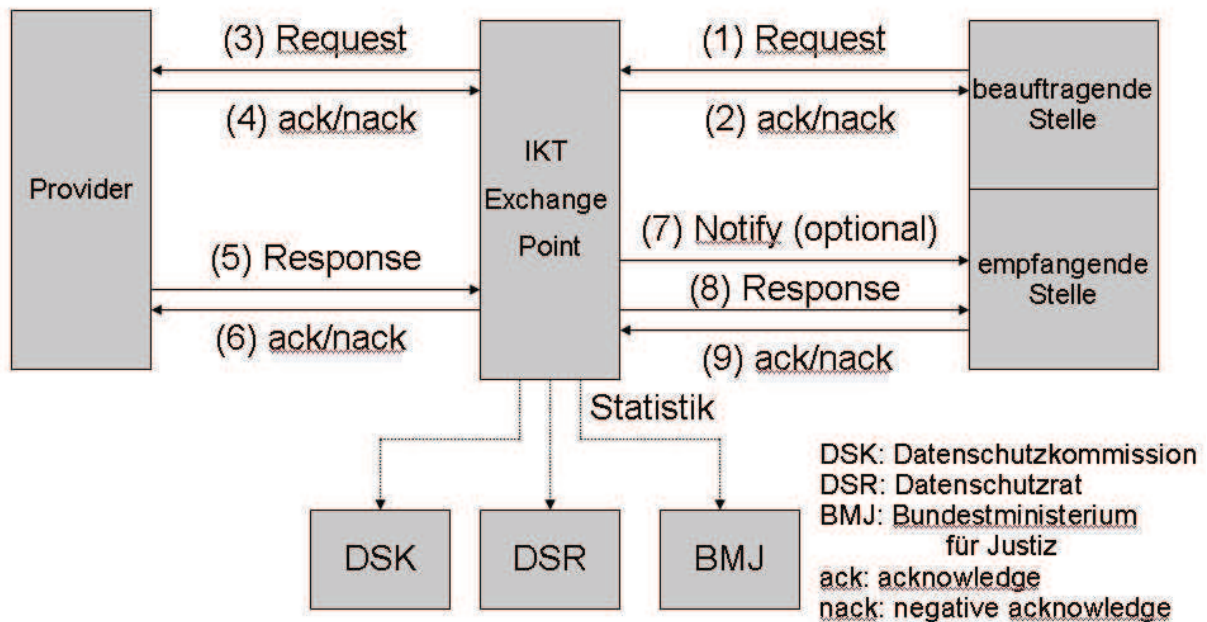 (3) Request
(1) Request
(4) ack/nack
(2) ack/nack
beauftragende
Stelle
Provider
IKT
Exchange
Point
(5) Response
(7) Notify (optional)
(6) ack/nack
(8) Response
empfangende
Stelle
(9) ack/nack
Statistik
DSK
DSR
BMJ
DSK: Datenschutzkommission
DSR: Datenschutzrat
BMJ: Bundestministerium
für Justiz
ack: acknowledge
nack: negative acknowledge